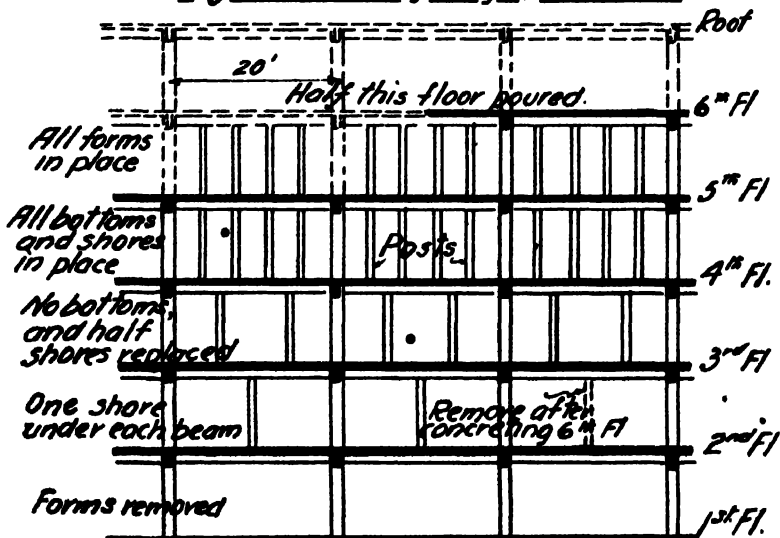 Roof
20'
Half this floor poured.
6th Fl
All forms
in place
5th Fl
All bottoms
and shores
in place
Posts
4th Fl.
No bottoms,
and half
shores replaced
3rd Fl
One shore
under each beam
Remove after
concreting 6th Fl
2nd Fl
Forms removed
1st. Fl.